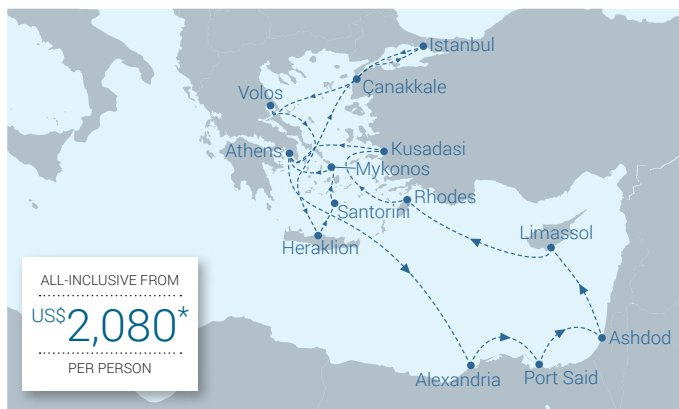 Istanbul
Çanakkale
Volos
Athens
Kusadasi
Mykonos
Rhodes
Santorini
Limassol
Heraklion
ALL-INCLUSIVE FROM
US$2,080*
PER PERSON
Ashdod
Alexandria
Port Said